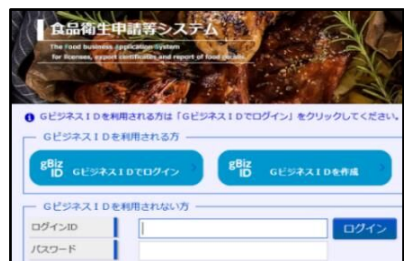 食品衛生申請等システム
The Food business Application System
for licenses, export certificates and report of food
GビジネスIDを利用される方は「GビジネスIDでログイン」をクリックしてください。
GビジネスIDを利用される方
gBiz ID GビジネスIDでログイン
gBiz ID GビジネスIDを作成
GビジネスIDを利用されない方
ログインID
ログイン
パスワード